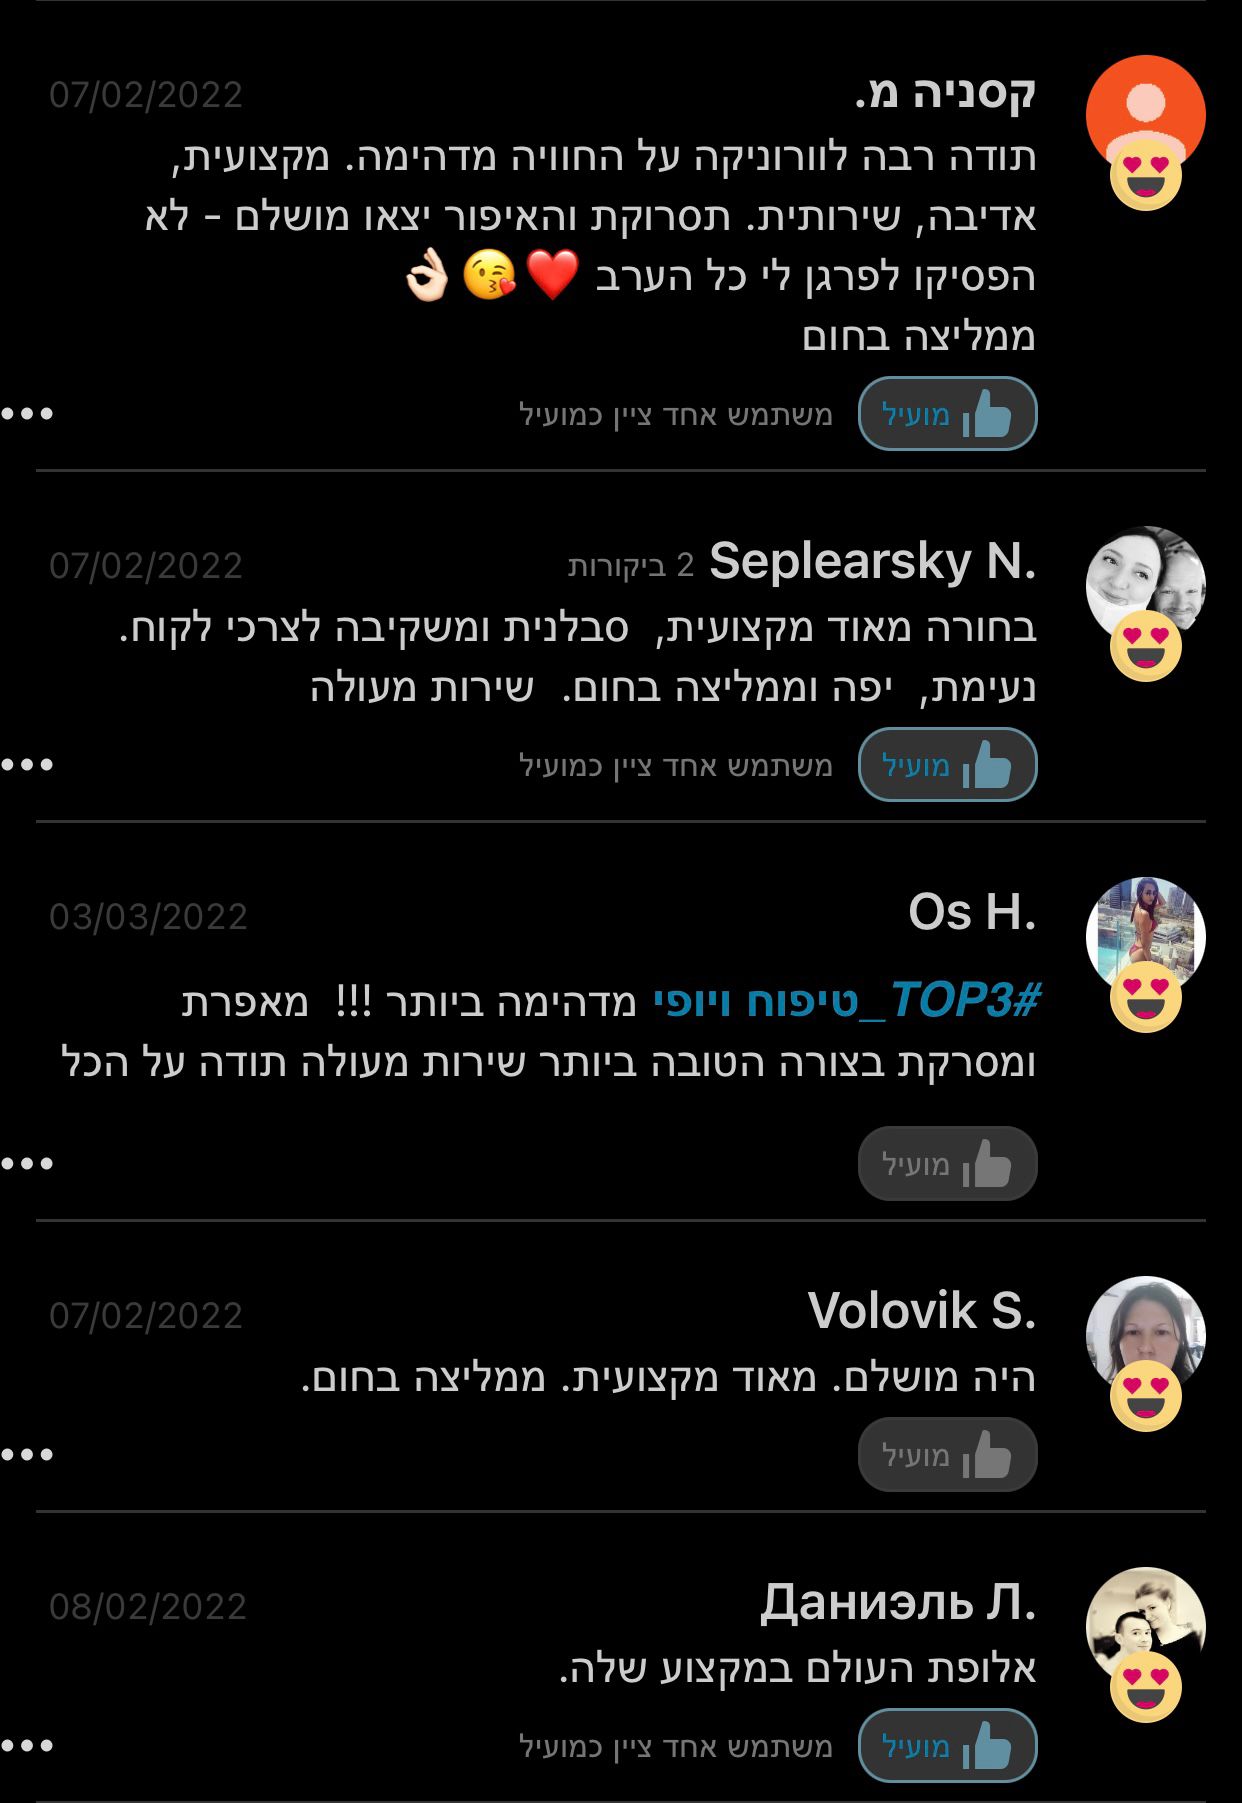 קסניה מ.
07/02/2022
תודה רבה לוורוניקה על החוויה מדהימה. מקצועית,
אדיבה, שירותית. תסרוקת והאיפור יצאו מושלם - לא
הפסיקו לפרגן לי כל הערב ❤️😘👌🏻
ממליצה בחום
מועיל משתמש אחד ציין כמועיל
Seplearsky N. 2 ביקורות
07/02/2022
בחורה מאוד מקצועית, סבלנית ומשקיבה לצרכי לקוח.
נעימת, יפה וממליצה בחום. שירות מעולה
מועיל משתמש אחד ציין כמועיל
Os H.
03/03/2022
#TOP3_טיפוח ויופי מדהימה ביותר !!! מאפרת
ומסרקת בצורה הטובה ביותר שירות מעולה תודה על הכל
מועיל
Volovik S.
07/02/2022
היה מושלם. מאוד מקצועית. ממליצה בחום.
מועיל
Даниэль Л.
08/02/2022
אלופת העולם במקצוע שלה.
מועיל משתמש אחד ציין כמועיל